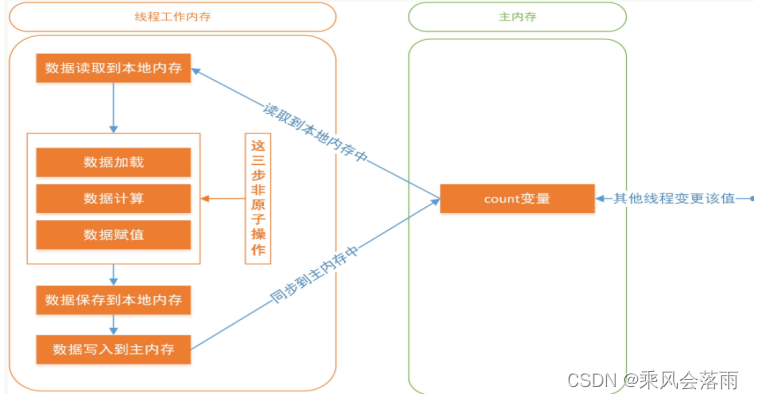 线程工作内存
主内存
数据读取到本地内存
读取到本地内存中
数据加载
数据计算
数据赋值
这三步非原子操作
count变量
其他线程变更该值
数据保存到本地内存
同步到主内存中
数据写入到主内存
CSDN @乘风会落雨